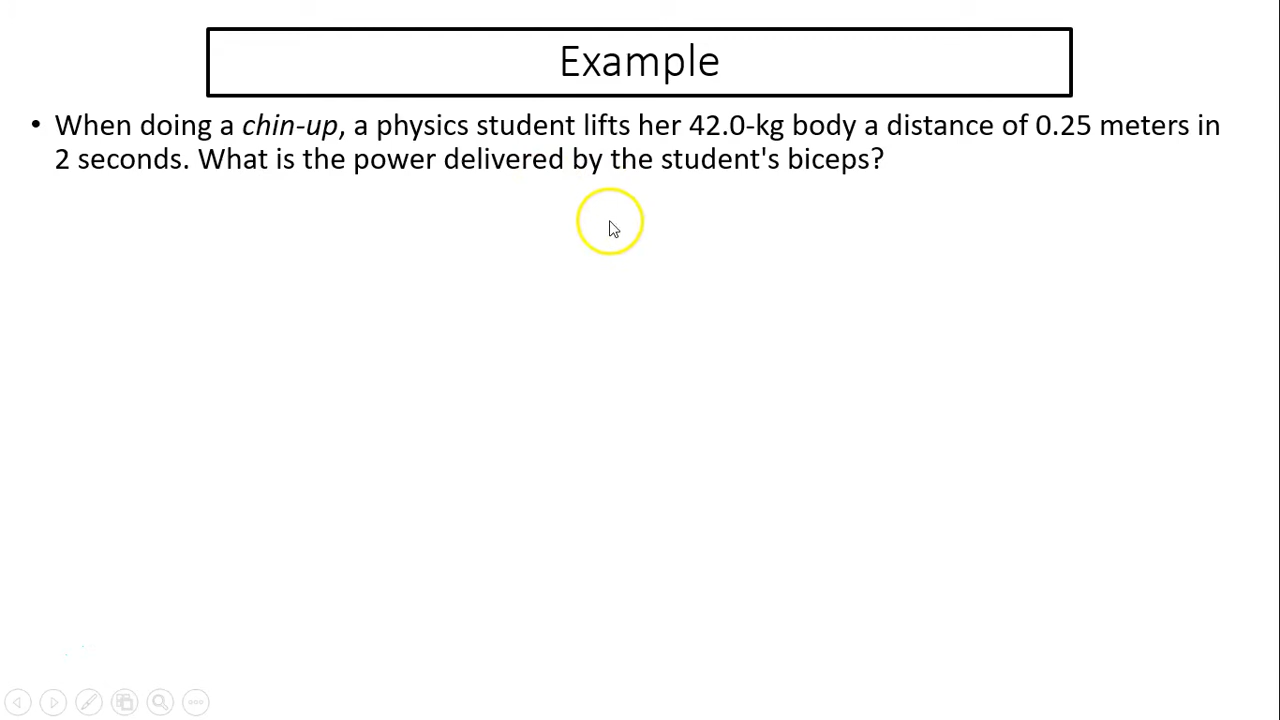 Example
• When doing a chin-up, a physics student lifts her 42.0-kg body a distance of 0.25 meters in
2 seconds. What is the power delivered by the student's biceps?